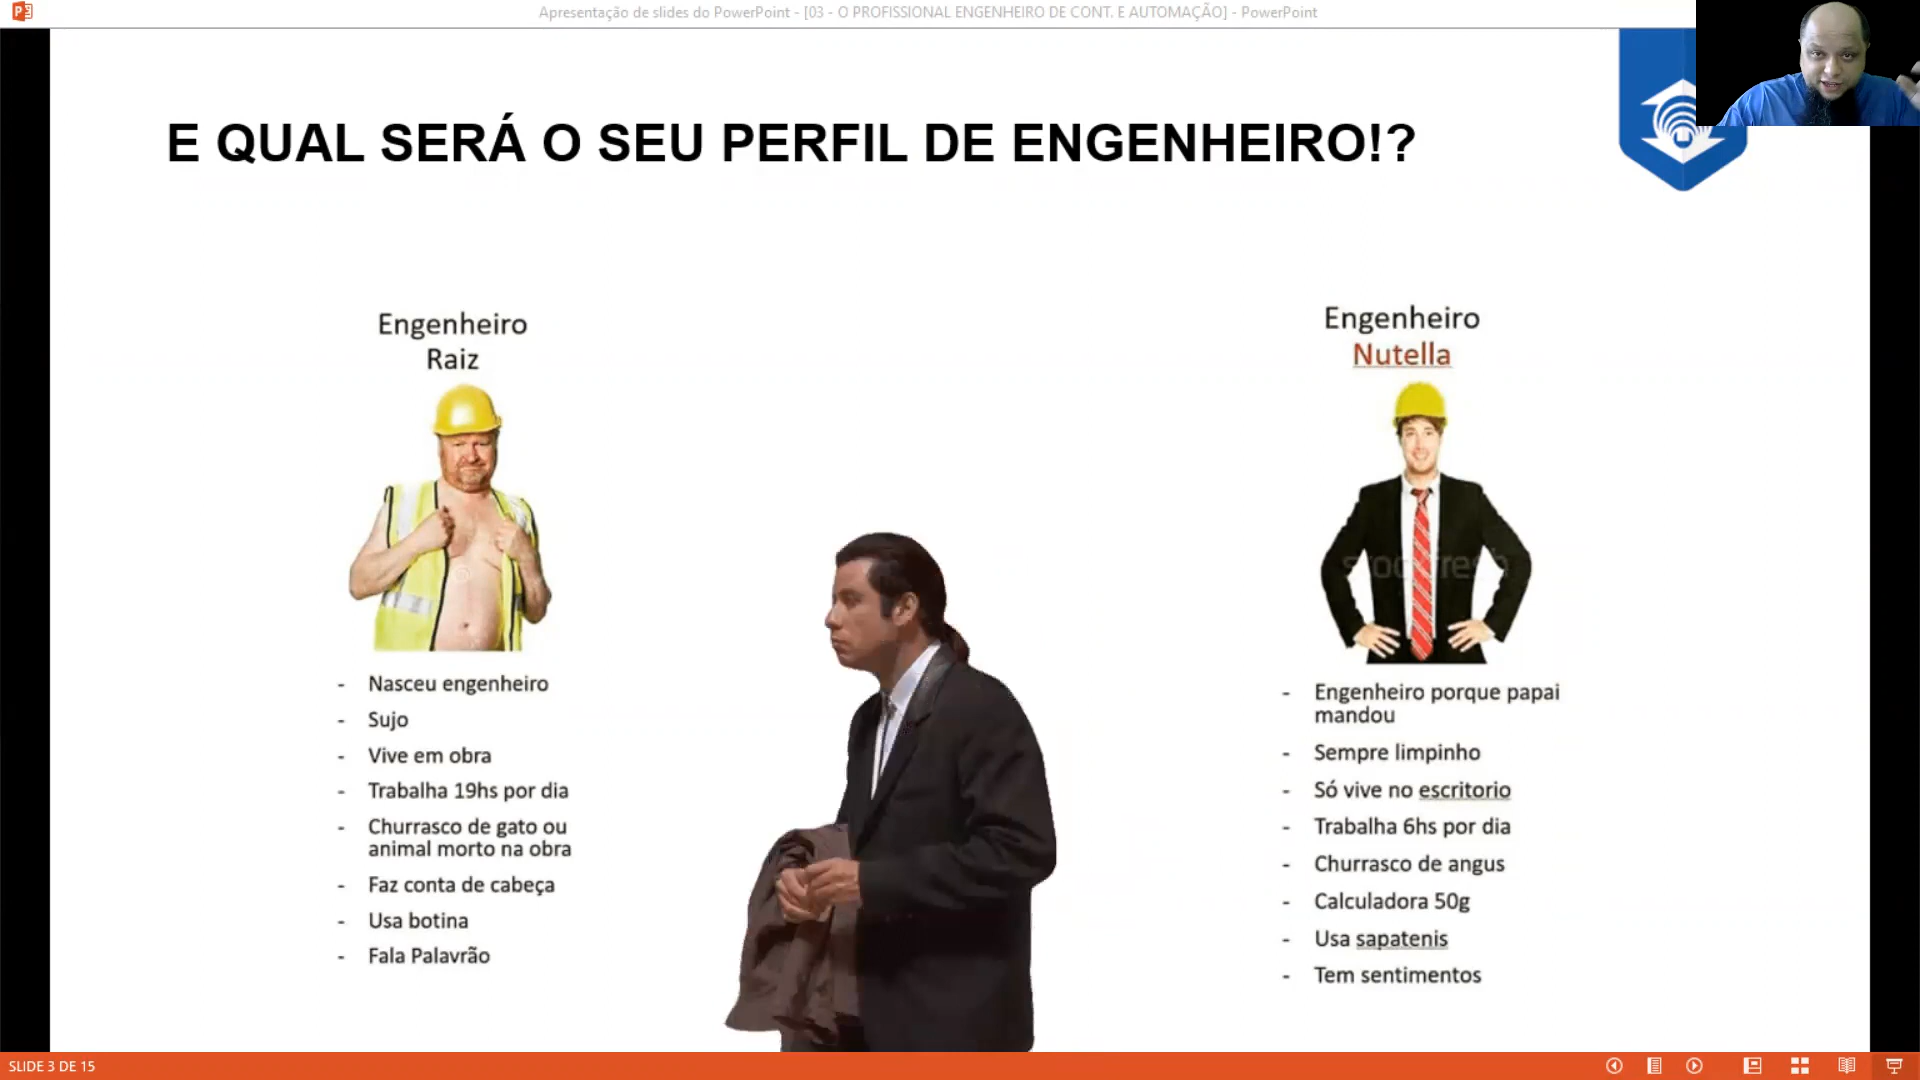 Apresentação de slides do PowerPoint - [03 - O PROFISSIONAL ENGENHEIRO DE CONT. E AUTOMAÇÃO] - PowerPoint
E QUAL SERÁ O SEU PERFIL DE ENGENHEIRO!?
Engenheiro
Raiz
- Nasceu engenheiro
- Sujo
- Vive em obra
- Trabalha 19hs por dia
- Churrasco de gato ou
animal morto na obra
- Faz conta de cabeça
- Usa botina
- Fala Palavrão
Engenheiro
Nutella
- Engenheiro porque papai
mandou
- Sempre limpinho
- Só vive no escritorio
- Trabalha 6hs por dia
- Churrasco de angus
- Calculadora 50g
- Usa sapatenis
- Tem sentimentos
SLIDE 3 DE 15